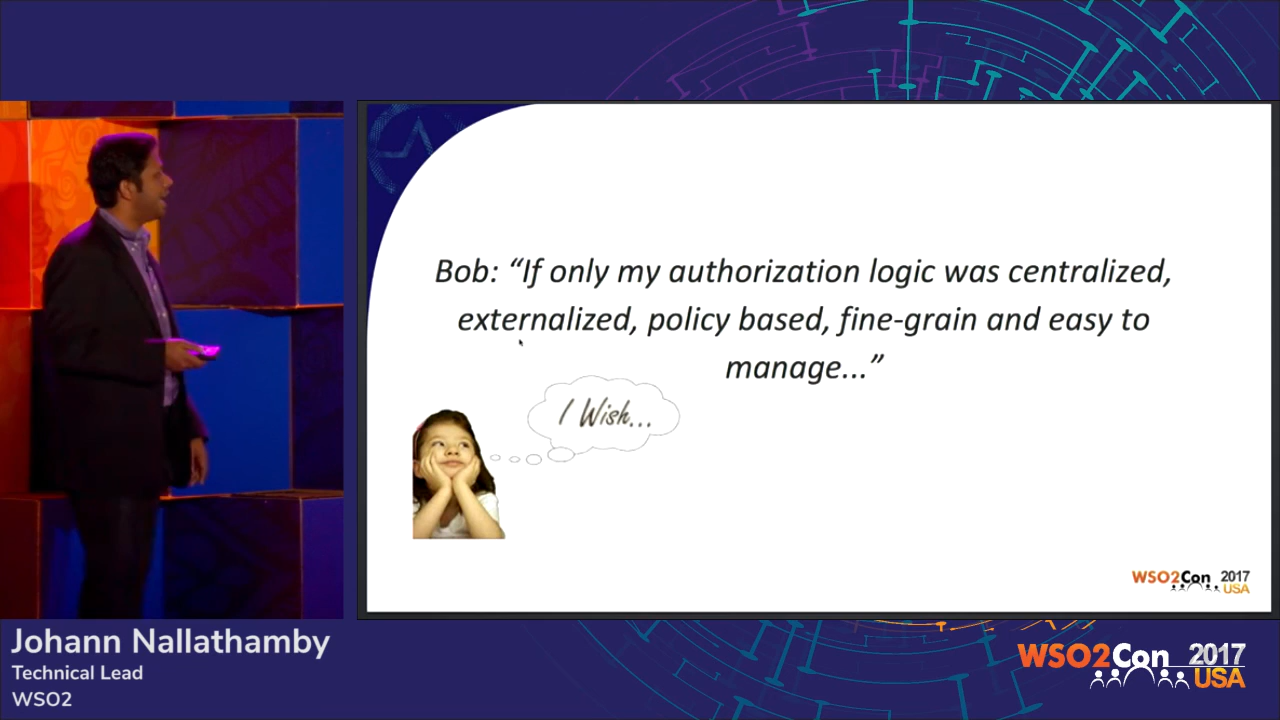 Bob: “If only my authorization logic was centralized,
externalized, policy based, fine-grain and easy to
manage...”
I Wish...
WSO2Con 2017
USA
Johann Nallathamby
Technical Lead
WSO2
WSO2Con 2017
USA